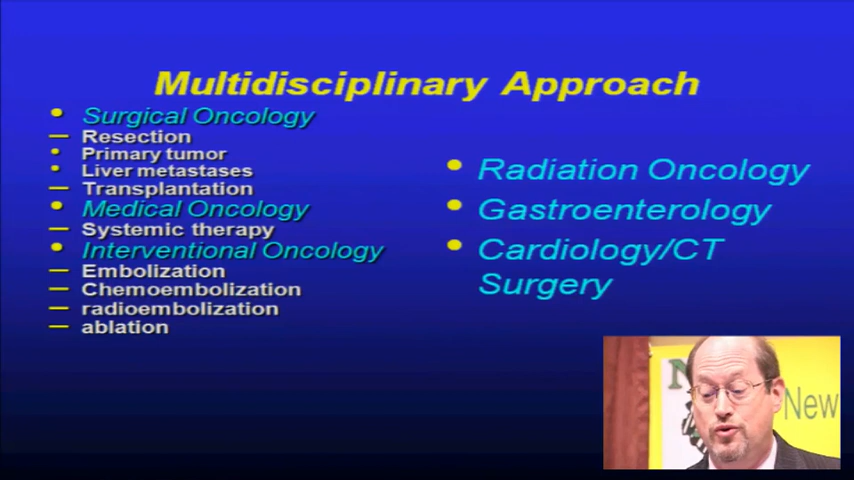 Multidisciplinary Approach
• Surgical Oncology
— Resection
• Primary tumor
• Liver metastases
— Transplantation
• Medical Oncology
— Systemic therapy
• Interventional Oncology
— Embolization
— Chemoembolization
— radioembolization
— ablation
• Radiation Oncology
• Gastroenterology
• Cardiology/CT
Surgery
N
New